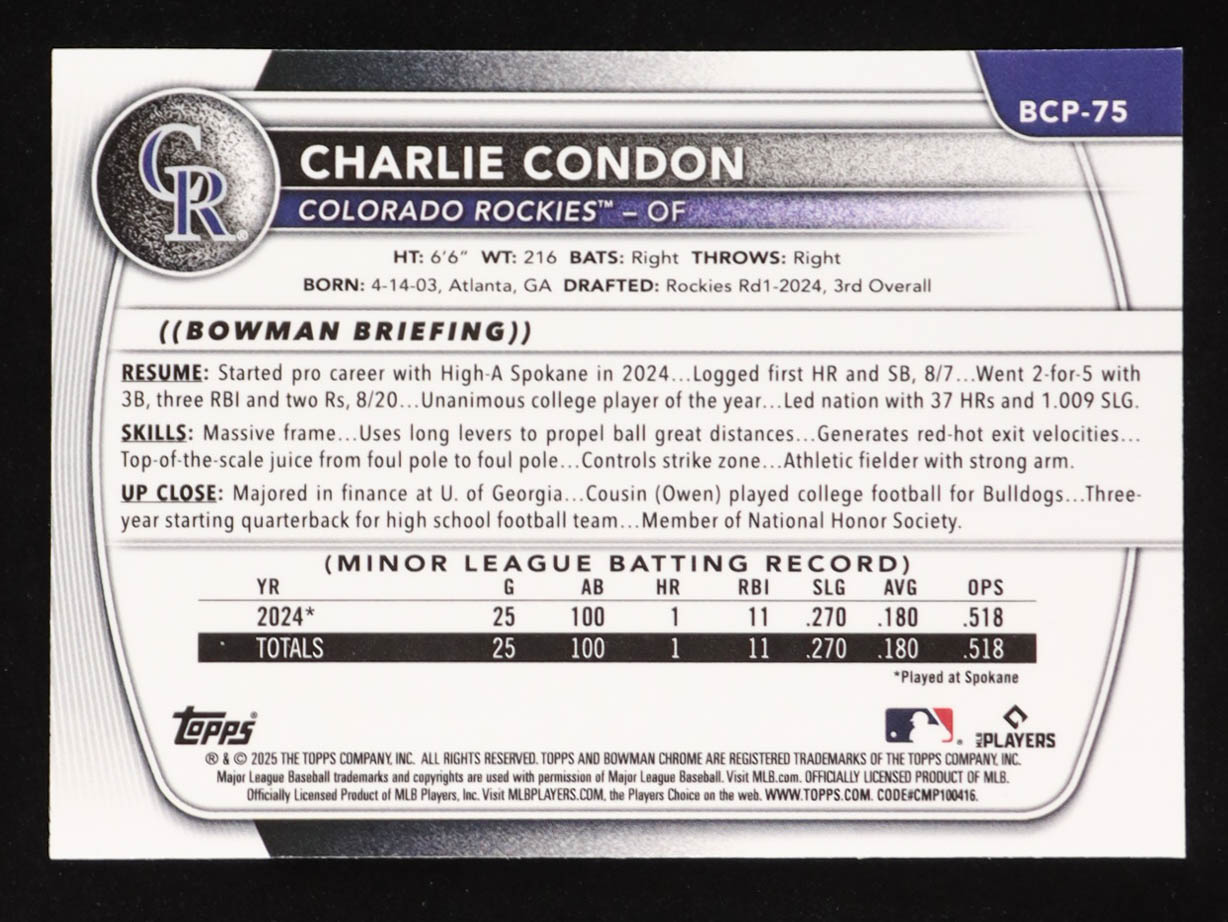 BCP-75
CR®
CHARLIE CONDON
COLORADO ROCKIES™ – OF
HT: 6'6" WT: 216 BATS: Right THROWS: Right
BORN: 4-14-03, Atlanta, GA DRAFTED: Rockies Rd1-2024, 3rd Overall
((BOWMAN BRIEFING))
RESUME: Started pro career with High-A Spokane in 2024...Logged first HR and SB, 8/7...Went 2-for-5 with
3B, three RBI and two Rs, 8/20...Unanimous college player of the year...Led nation with 37 HRs and 1.009 SLG.
SKILLS: Massive frame...Uses long levers to propel ball great distances...Generates red-hot exit velocities...
Top-of-the-scale juice from foul pole to foul pole...Controls strike zone...Athletic fielder with strong arm.
UP CLOSE: Majored in finance at U. of Georgia...Cousin (Owen) played college football for Bulldogs...Three-
year starting quarterback for high school football team...Member of National Honor Society.
(MINOR LEAGUE BATTING RECORD)
YR G AB HR RBI SLG AVG OPS
2024* 25 100 1 11 .270 .180 .518
TOTALS 25 100 1 11 .270 .180 .518
*Played at Spokane
Topps®
MLB PLAYERS
® & © 2025 THE TOPPS COMPANY, INC. ALL RIGHTS RESERVED. TOPPS AND BOWMAN CHROME ARE REGISTERED TRADEMARKS OF THE TOPPS COMPANY, INC.
Major League Baseball trademarks and copyrights are used with permission of Major League Baseball. Visit MLB.com. OFFICIALLY LICENSED PRODUCT OF MLB.
Officially Licensed Product of MLB Players, Inc. Visit MLBPLAYERS.COM, the Players Choice on the web. WWW.TOPPS.COM. CODE#CMP100416.